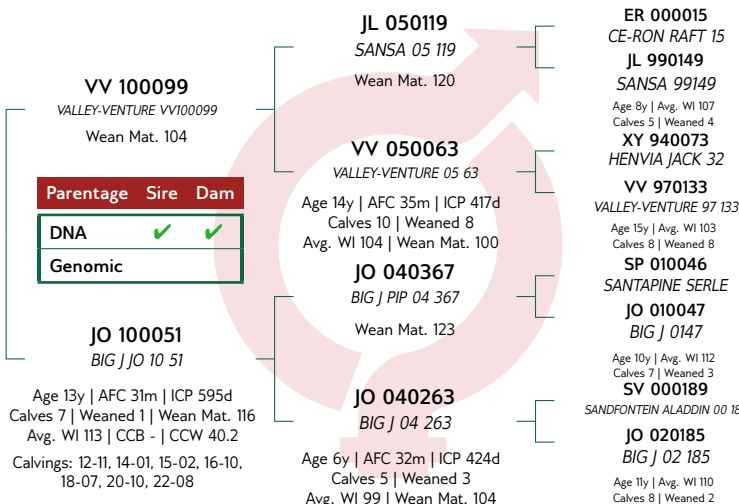 VV 100099
VALLEY-VENTURE VV100099
Wean Mat. 104
Parentage Sire Dam
DNA ✔ ✔
Genomic
JO 100051
BIG J JO 10 51
Age 13y | AFC 31m | ICP 595d
Calves 7 | Weaned 1 | Wean Mat. 116
Avg. WI 113 | CCB - | CCW 40.2
Calvings: 12-11, 14-01, 15-02, 16-10,
18-07, 20-10, 22-08
JL 050119
SANSA 05 119
Wean Mat. 120
VV 050063
VALLEY-VENTURE 05 63
Age 14y | AFC 35m | ICP 417d
Calves 10 | Weaned 8
Avg. WI 104 | Wean Mat. 100
JO 040367
BIG J PIP 04 367
Wean Mat. 123
JO 040263
BIG J 04 263
Age 6y | AFC 32m | ICP 424d
Calves 5 | Weaned 3
Avg. WI 99 | Wean Mat. 104
ER 000015
CE-RON RAFT 15
JL 990149
SANSA 99149
Age 8y | Avg. WI 107
Calves 5 | Weaned 4
XY 940073
HENVIA JACK 32
VV 970133
VALLEY-VENTURE 97 133
Age 15y | Avg. WI 103
Calves 8 | Weaned 8
SP 010046
SANTAPINE SERLE
JO 010047
BIG J 0147
Age 10y | Avg. WI 112
Calves 7 | Weaned 3
SV 000189
SANDFONTEIN ALADDIN 00 18
JO 020185
BIG J 02 185
Age 11y | Avg. WI 110
Calves 8 | Weaned 2